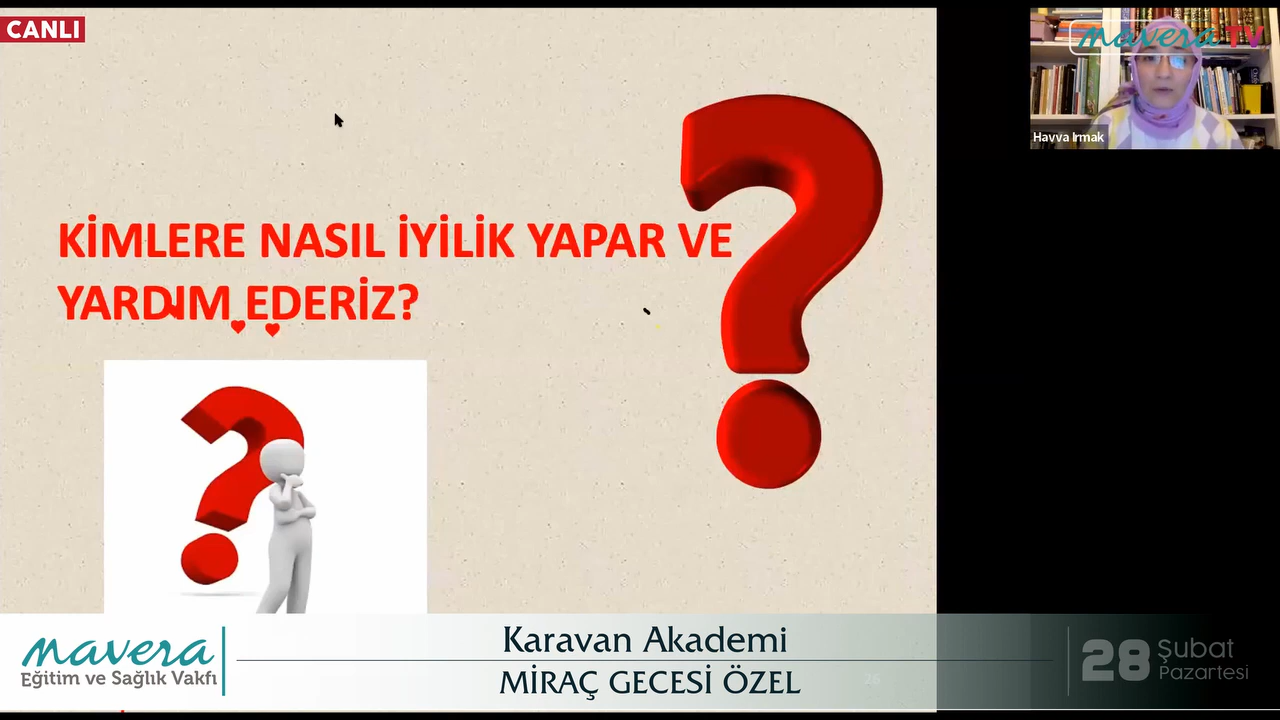 CANLI
mavera TV
Havva Irmak
KİMLERE NASIL İYİLİK YAPAR VE
YARDIM EDERİZ?
mavera
Eğitim ve Sağlık Vakfı
Karavan Akademi
MİRAÇ GECESİ ÖZEL
26
28
Şubat
Pazartesi